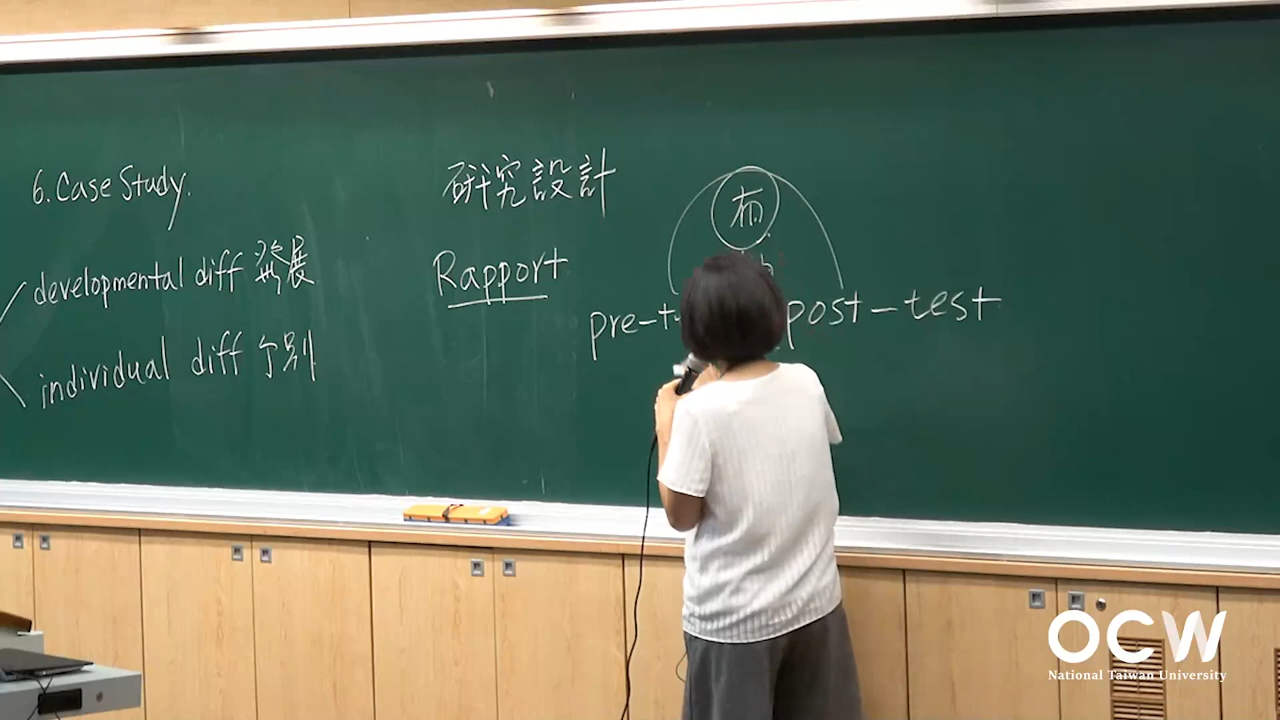 6. Case Study.
developmental diff 發展
individual diff 個別
研究設計
Rapport
pre-t
post-test
OCW
National Taiwan University